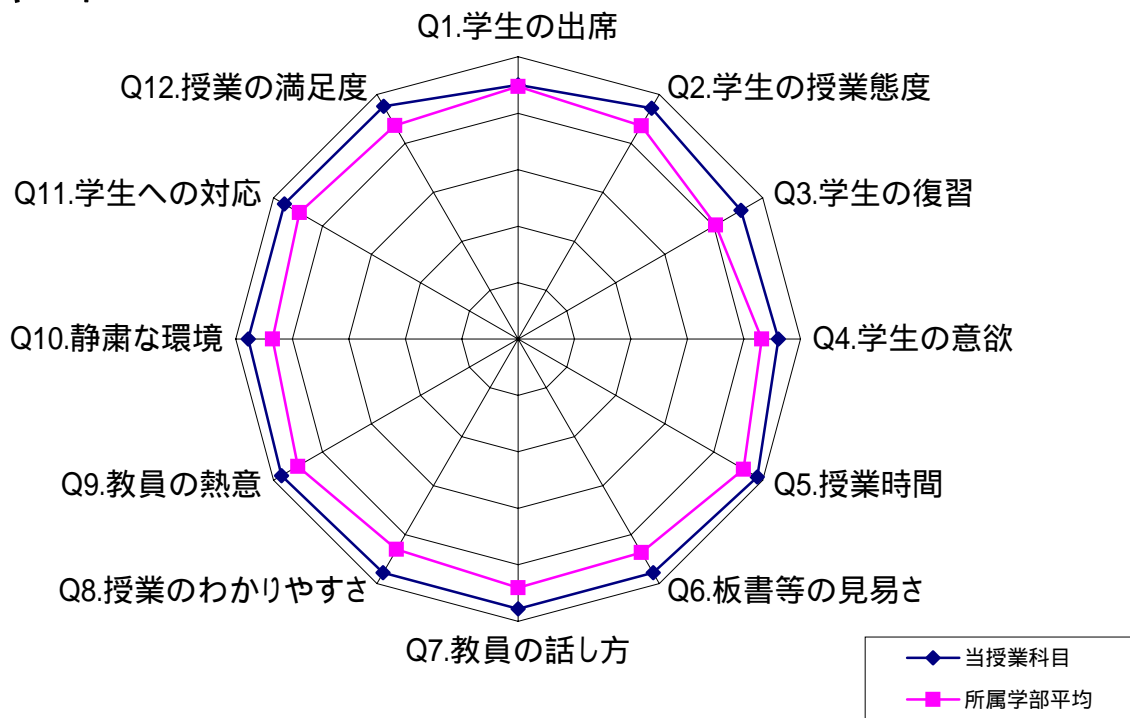 Q1.学生の出席
Q2.学生の授業態度
Q3.学生の復習
Q4.学生の意欲
Q5.授業時間
Q6.板書等の見易さ
Q7.教員の話し方
Q8.授業のわかりやすさ
Q9.教員の熱意
Q10.静粛な環境
Q11.学生への対応
Q12.授業の満足度
当授業科目
所属学部平均